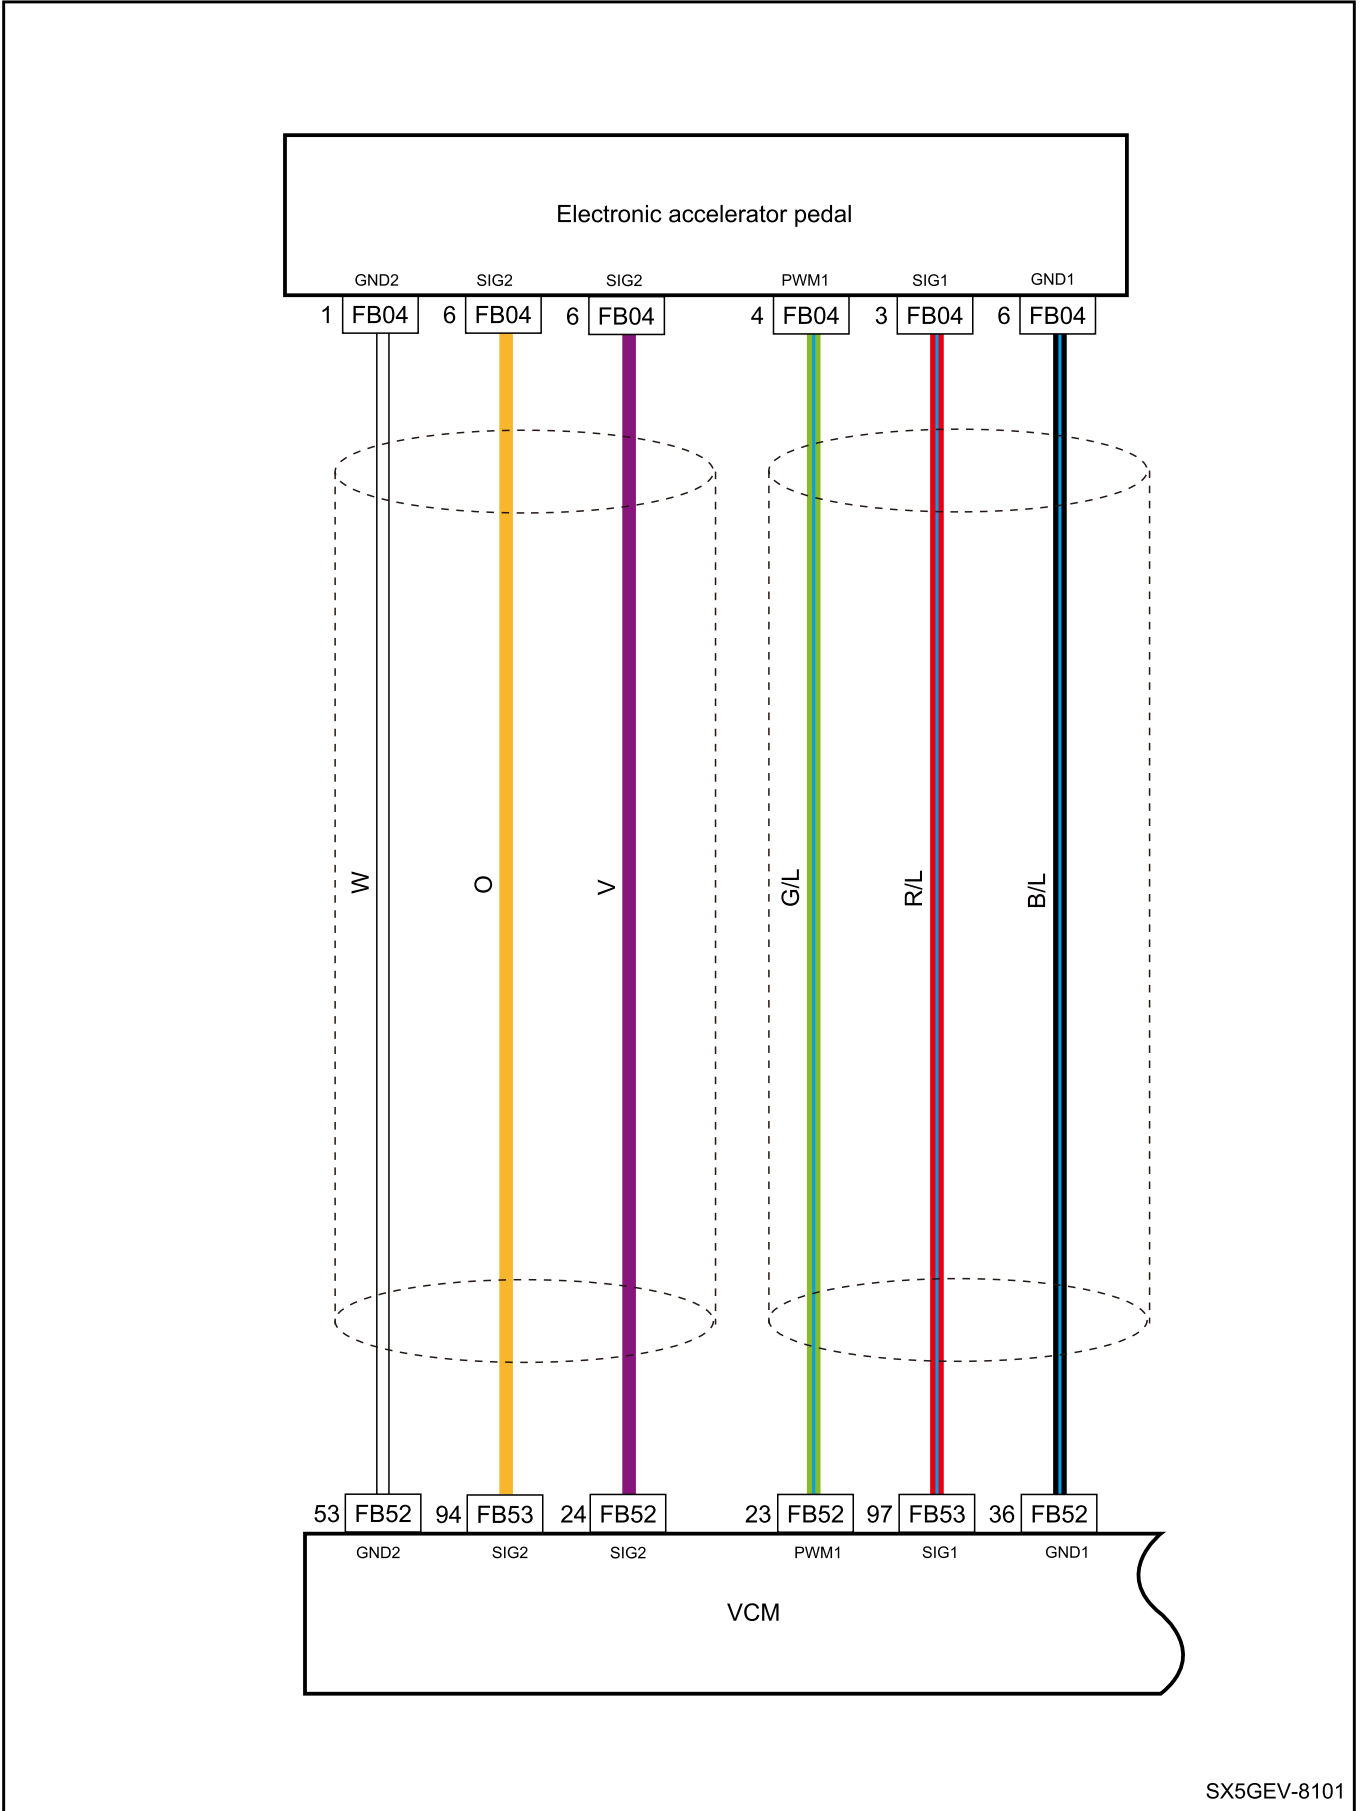 Electronic accelerator pedal
GND2 SIG2 SIG2 PWM1 SIG1 GND1
1 FB04 6 FB04 6 FB04 4 FB04 3 FB04 6 FB04
W O V G/L R/L B/L
53 FB52 94 FB53 24 FB52 23 FB52 97 FB53 36 FB52
GND2 SIG2 SIG2 PWM1 SIG1 GND1
VCM
SX5GEV-8101